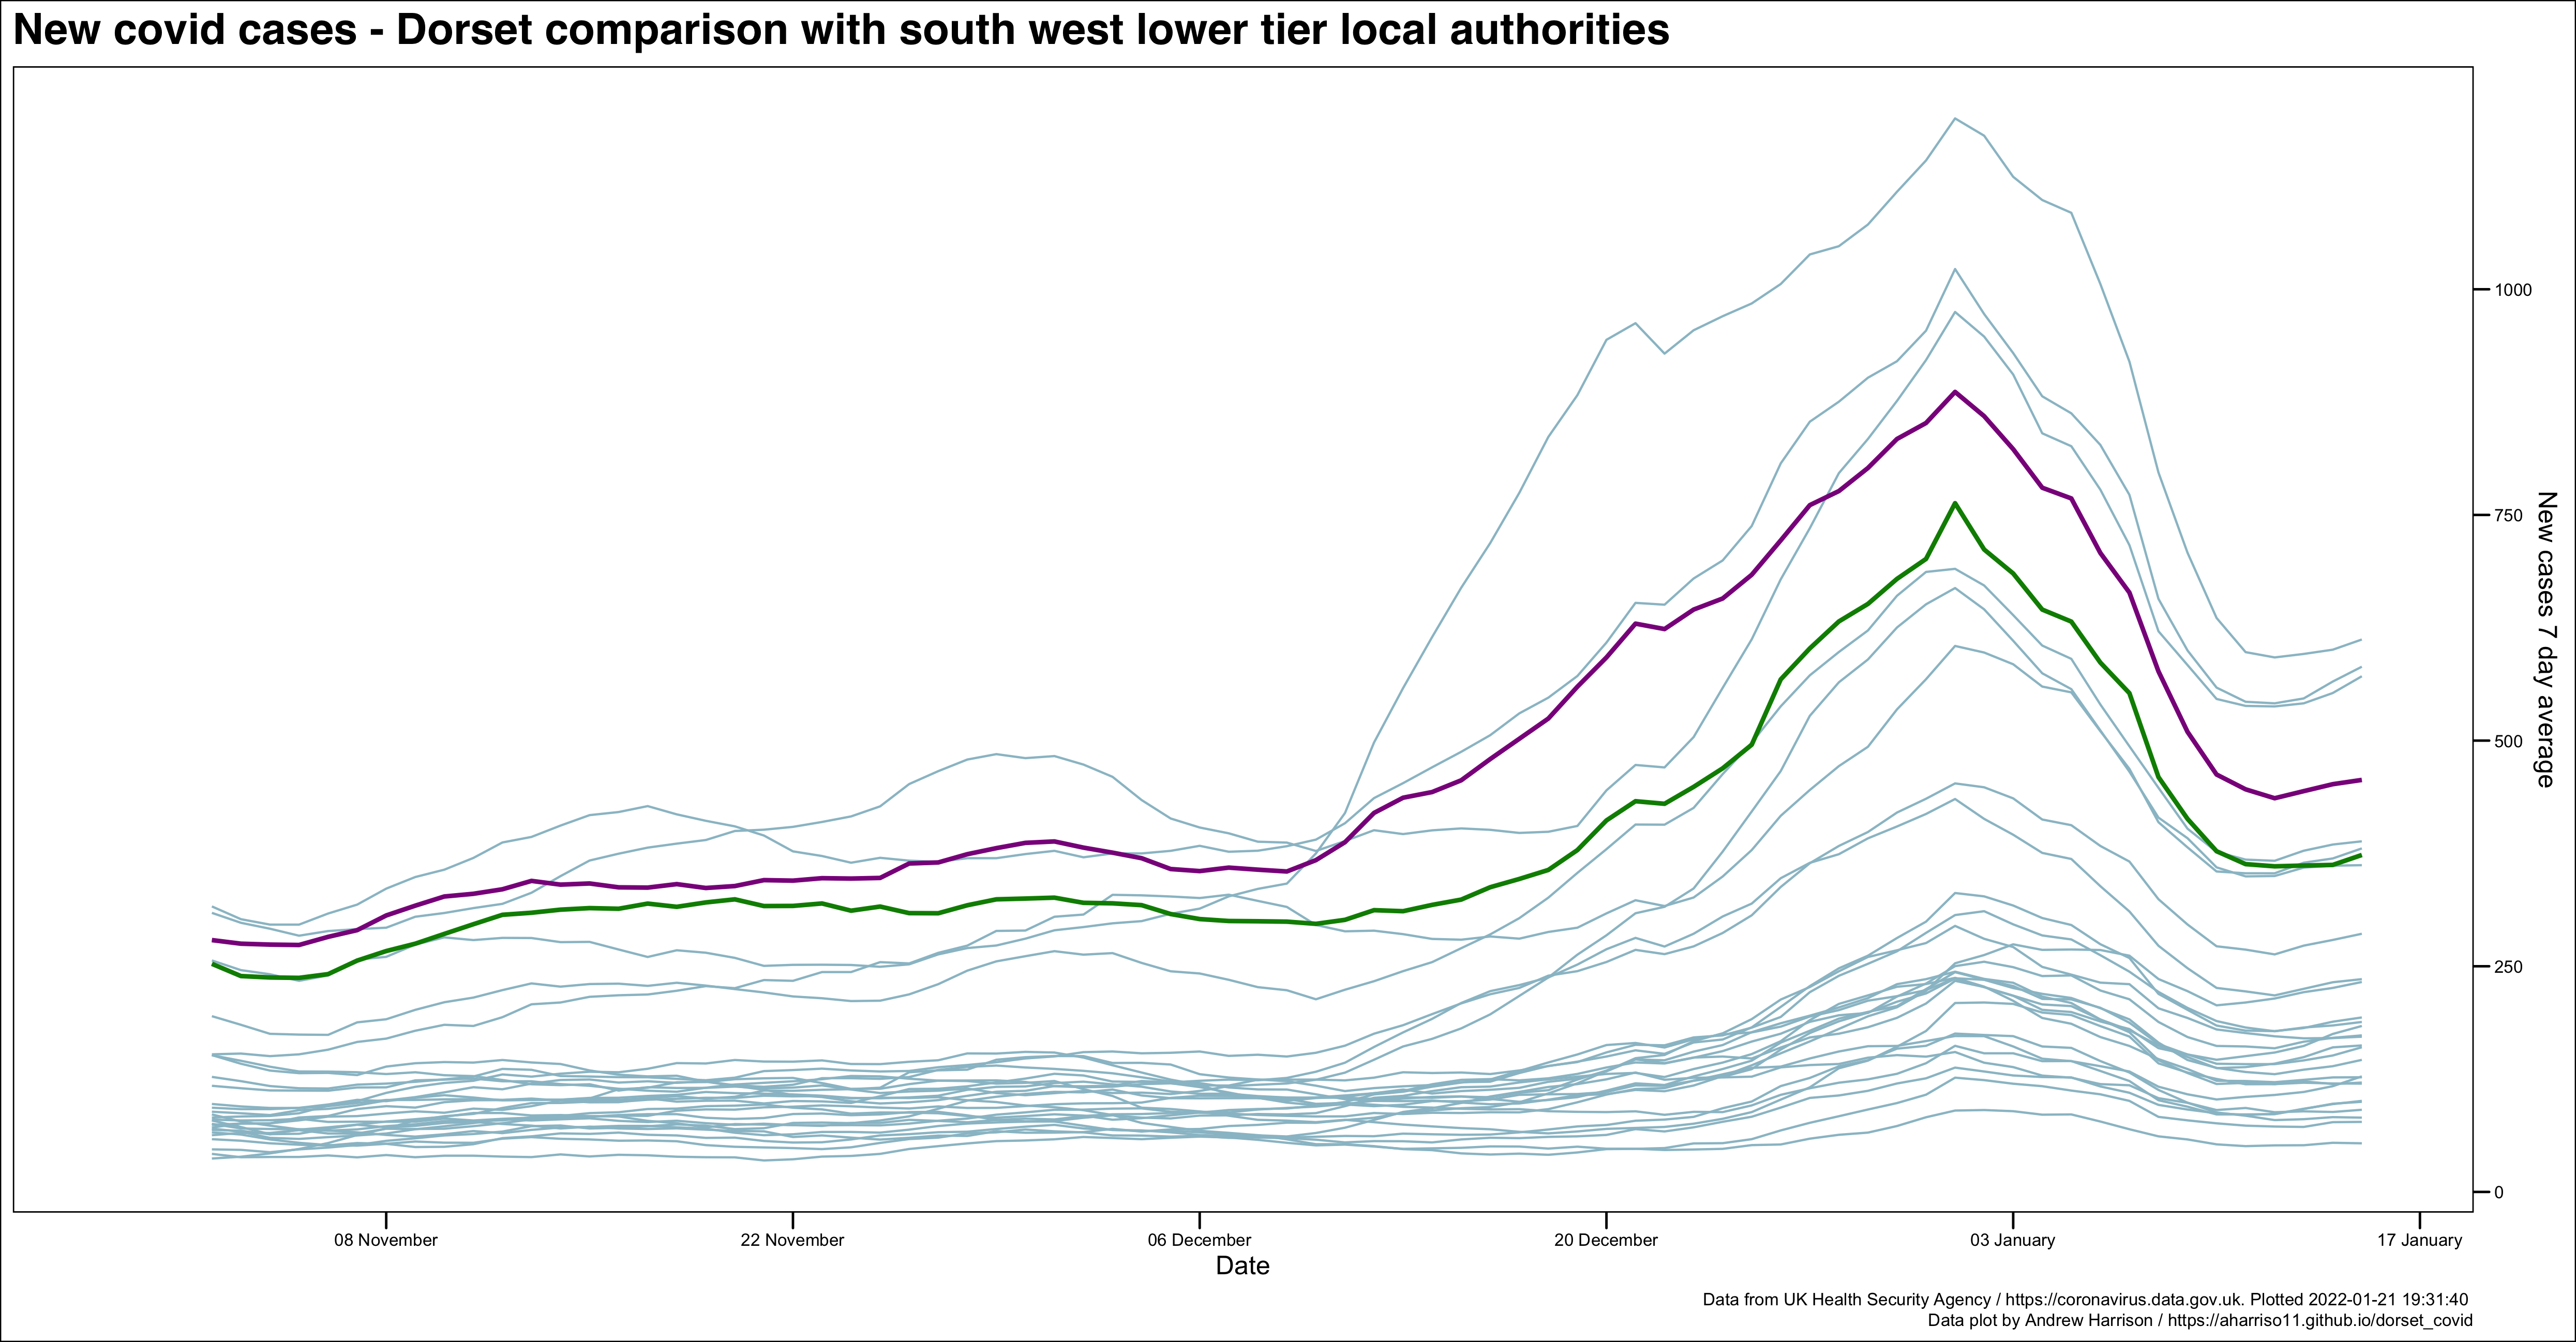 New covid cases - Dorset comparison with south west lower tier local authorities
1000
750
500
250
0
New cases 7 day average
08 November
22 November
06 December
20 December
03 January
17 January
Date
Data from UK Health Security Agency / https://coronavirus.data.gov.uk. Plotted 2022-01-21 19:31:40
Data plot by Andrew Harrison / https://aharriso11.github.io/dorset_covid